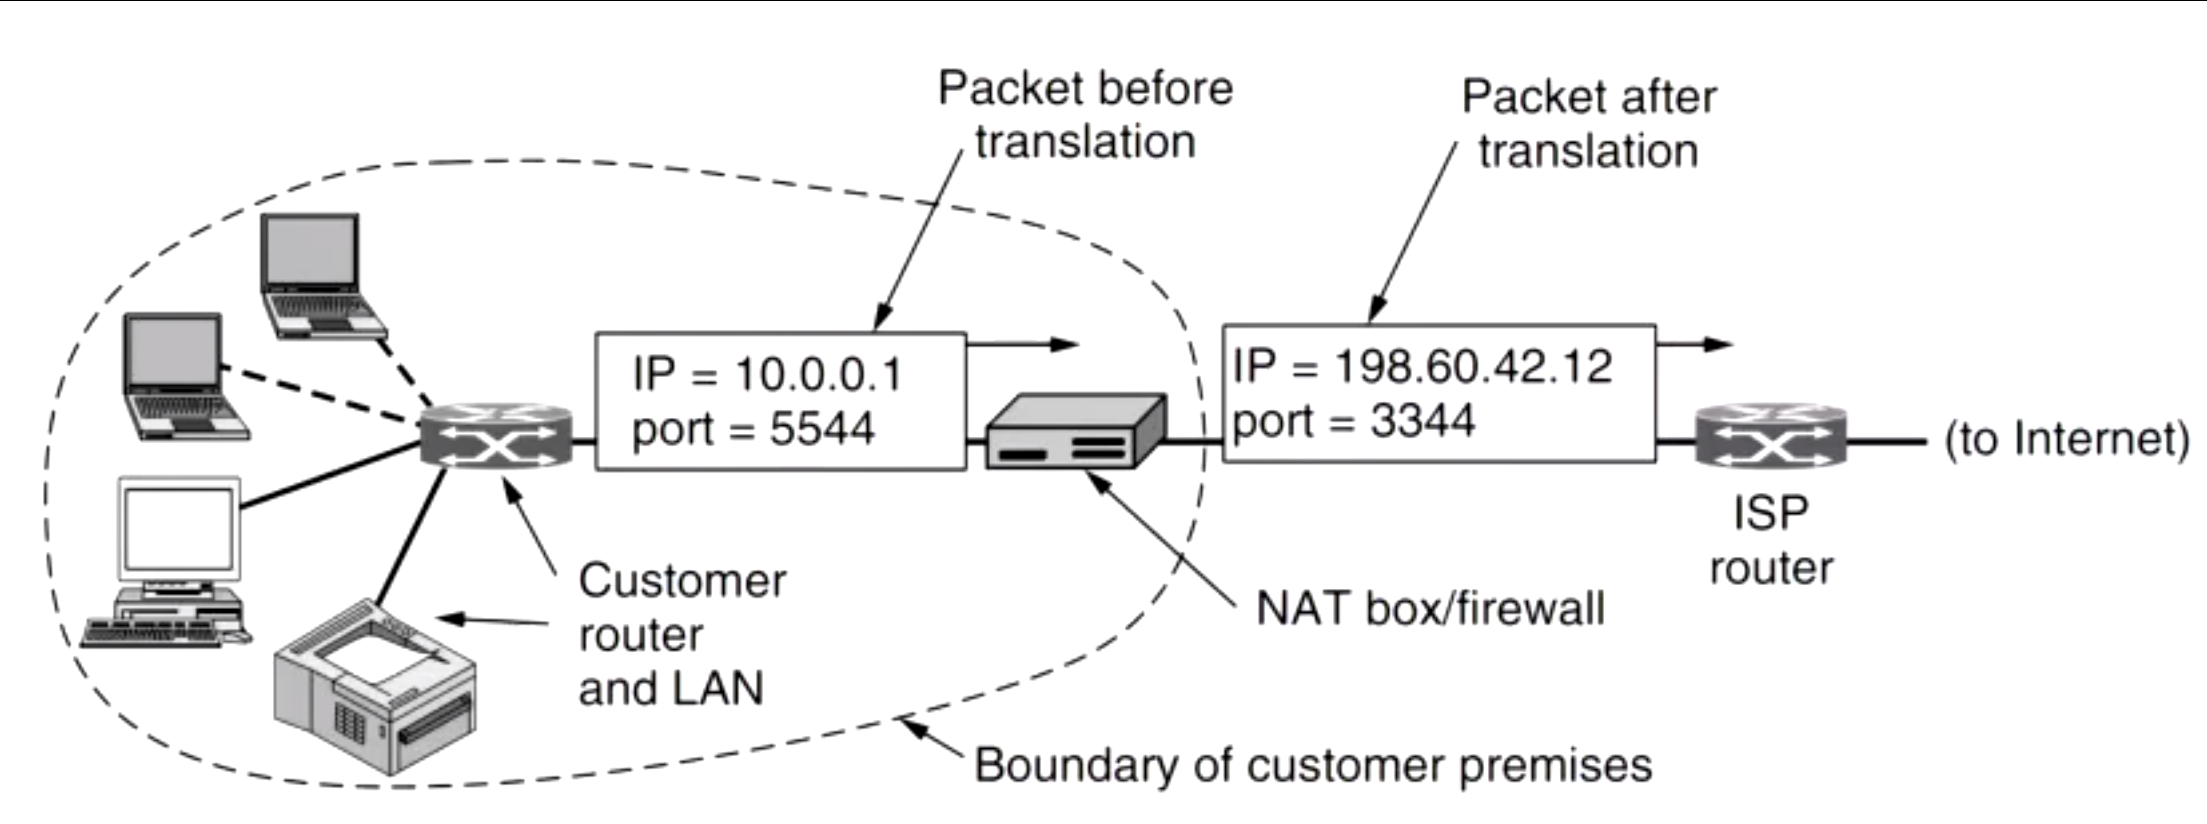 Packet before
translation
Packet after
translation
IP = 10.0.0.1
port = 5544
IP = 198.60.42.12
port = 3344
(to Internet)
ISP
router
Customer
router
and LAN
NAT box/firewall
Boundary of customer premises